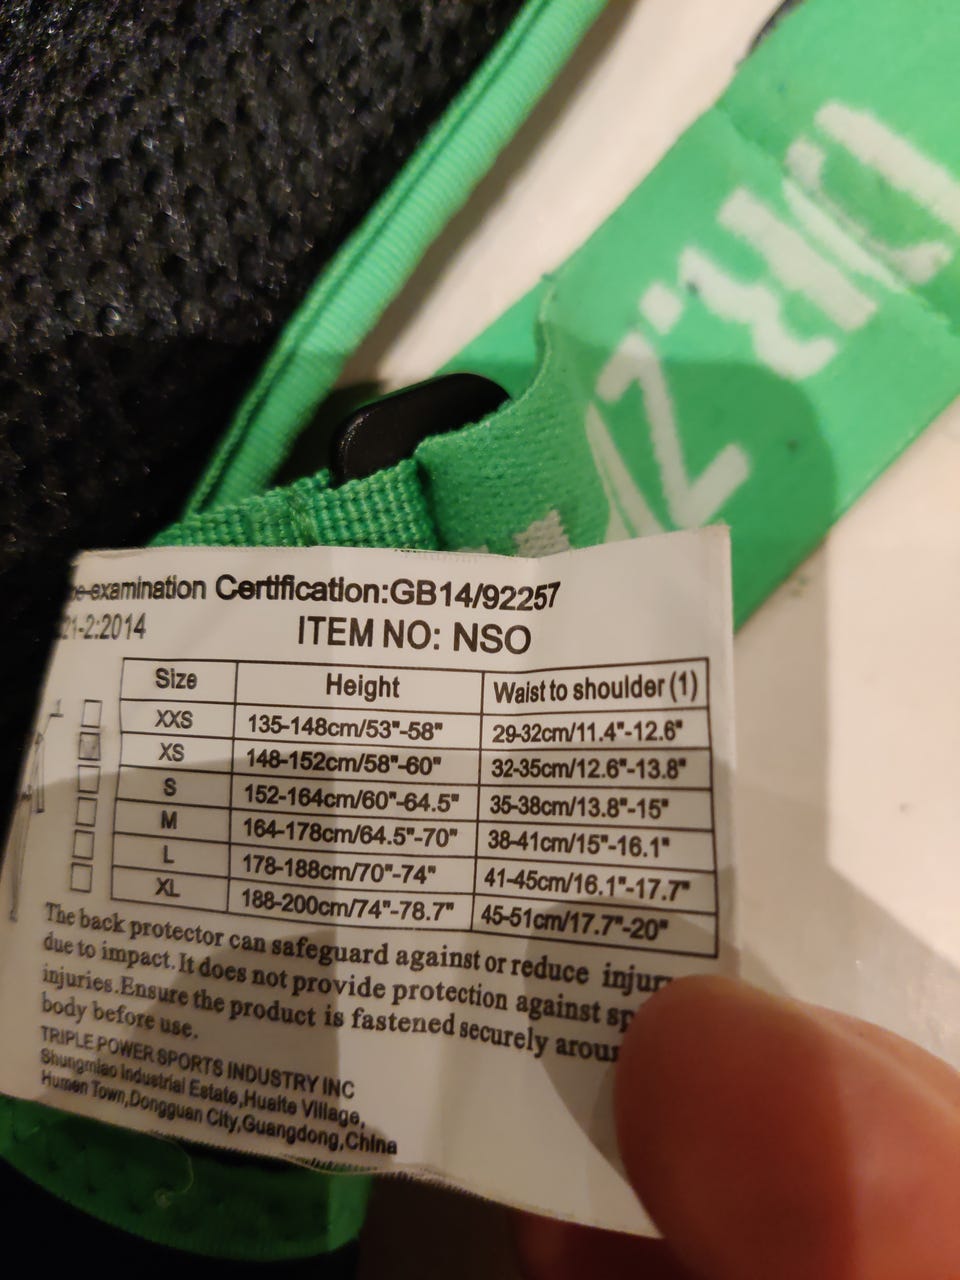 Certification:GB14/92257
2:2014
ITEM NO: NSO
Size Height Waist to shoulder (1)
XXS 135-148cm/53"-58" 29-32cm/11.4"-12.6"
XS 148-152cm/58"-60" 32-35cm/12.6"-13.8"
S 152-164cm/60"-64.5" 35-38cm/13.8"-15"
M 164-178cm/64.5"-70" 38-41cm/15"-16.1"
L 178-188cm/70"-74" 41-45cm/16.1"-17.7"
XL 188-200cm/74"-78.7" 45-51cm/17.7"-20"
The back protector can safeguard against or reduce
due to impact. It does not provide protection against
injuries.Ensure the product is fastened securely
body before use.
TRIPLE POWER SPORTS INDUSTRY INC
Shungmiao Industrial Estate,Huaite Village,
Humen Town,Dongguan City,Guangdong,China